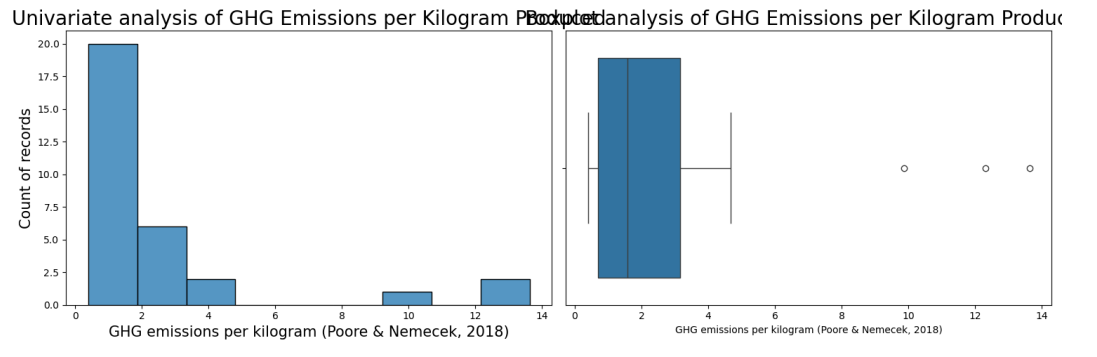 Univariate analysis of GHG Emissions per Kilogram Produced
Boxplot analysis of GHG Emissions per Kilogram Produc
20.0
17.5
15.0
12.5
10.0
7.5
5.0
2.5
0.0
Count of records
0 2 4 6 8 10 12 14
GHG emissions per kilogram (Poore & Nemecek, 2018)
0 2 4 6 8 10 12 14
GHG emissions per kilogram (Poore & Nemecek, 2018)